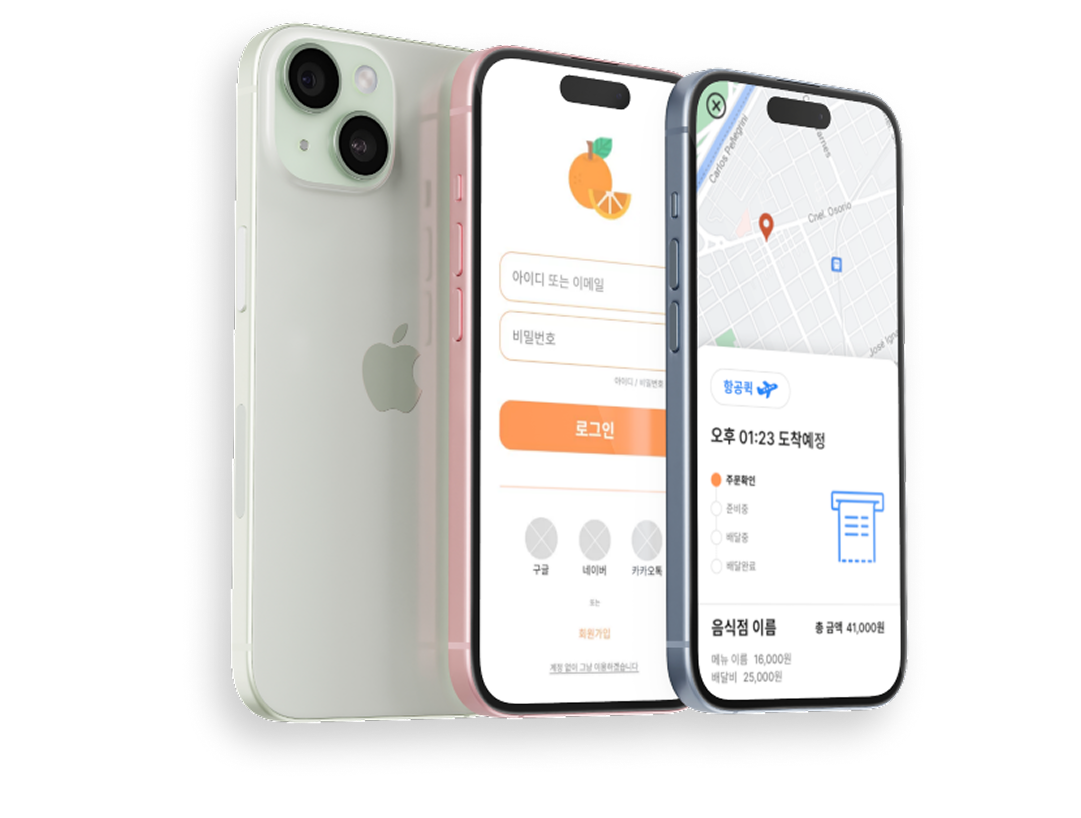 아이디 또는 이메일
비밀번호
아이디 / 비밀번호
로그인
구글
네이버
카카오톡
또는
회원가입
계정 없이 그냥 이용하겠습니다
Carlos Pellegrini
Cnel. Osorio
José
항공퀵
오후 01:23 도착예정
주문확인
준비중
배달중
배달완료
음식점 이름
총 금액 41,000원
메뉴 이름 16,000원
배달비 25,000원